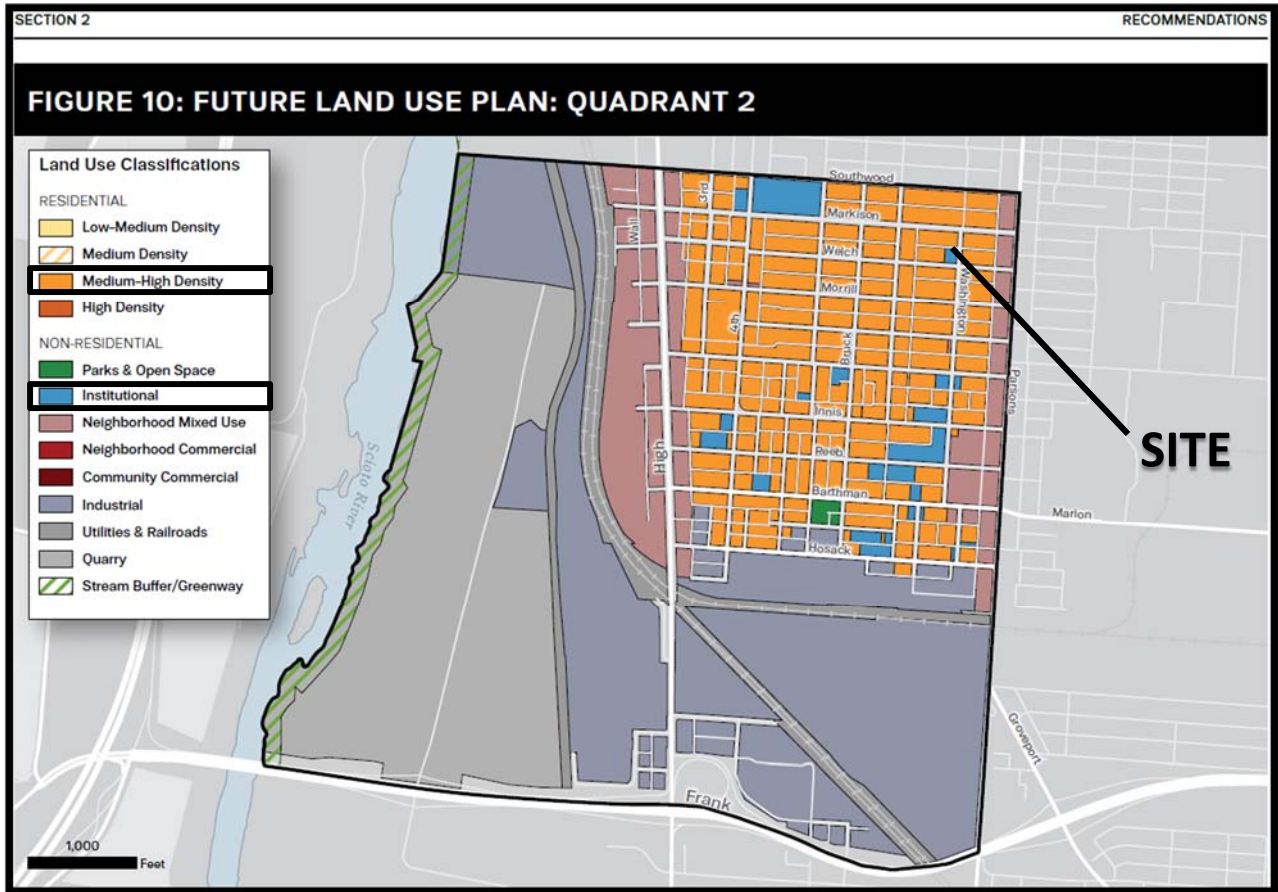 SECTION 2
RECOMMENDATIONS
FIGURE 10: FUTURE LAND USE PLAN: QUADRANT 2
Land Use Classifications
RESIDENTIAL
Low-Medium Density
Medium Density
Medium-High Density
High Density
NON-RESIDENTIAL
Parks & Open Space
Institutional
Neighborhood Mixed Use
Neighborhood Commercial
Community Commercial
Industrial
Utilities & Railroads
Quarry
Stream Buffer/Greenway
Southwood
3rd
Markison
Wall
Welch
Washington
Morrill
4th
Bruck
Parsons
Innis
High
Reeb
SITE
Scioto River
Barthman
Marion
Hosack
Groveport
Frank
1,000
Feet